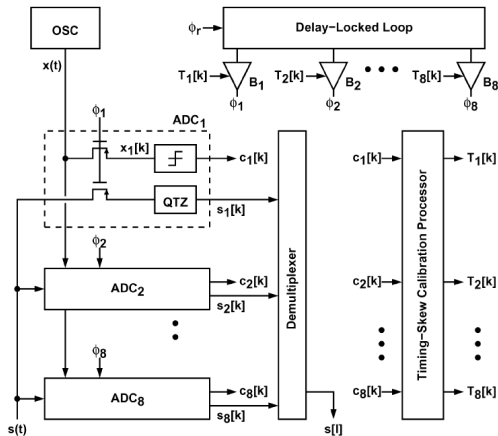 OSC
ϕr
Delay−Locked Loop
x(t)
T1[k]
B1
T2[k]
B2
T8[k]
B8
ϕ1
ϕ2
ϕ8
ϕ1
ADC1
x1[k]
c1[k]
QTZ
s1[k]
ϕ2
ADC2
c2[k]
s2[k]
ϕ8
ADC8
c8[k]
s8[k]
s(t)
Demultiplexer
s[l]
c1[k]
T1[k]
c2[k]
T2[k]
c8[k]
T8[k]
Timing−Skew Calibration Processor